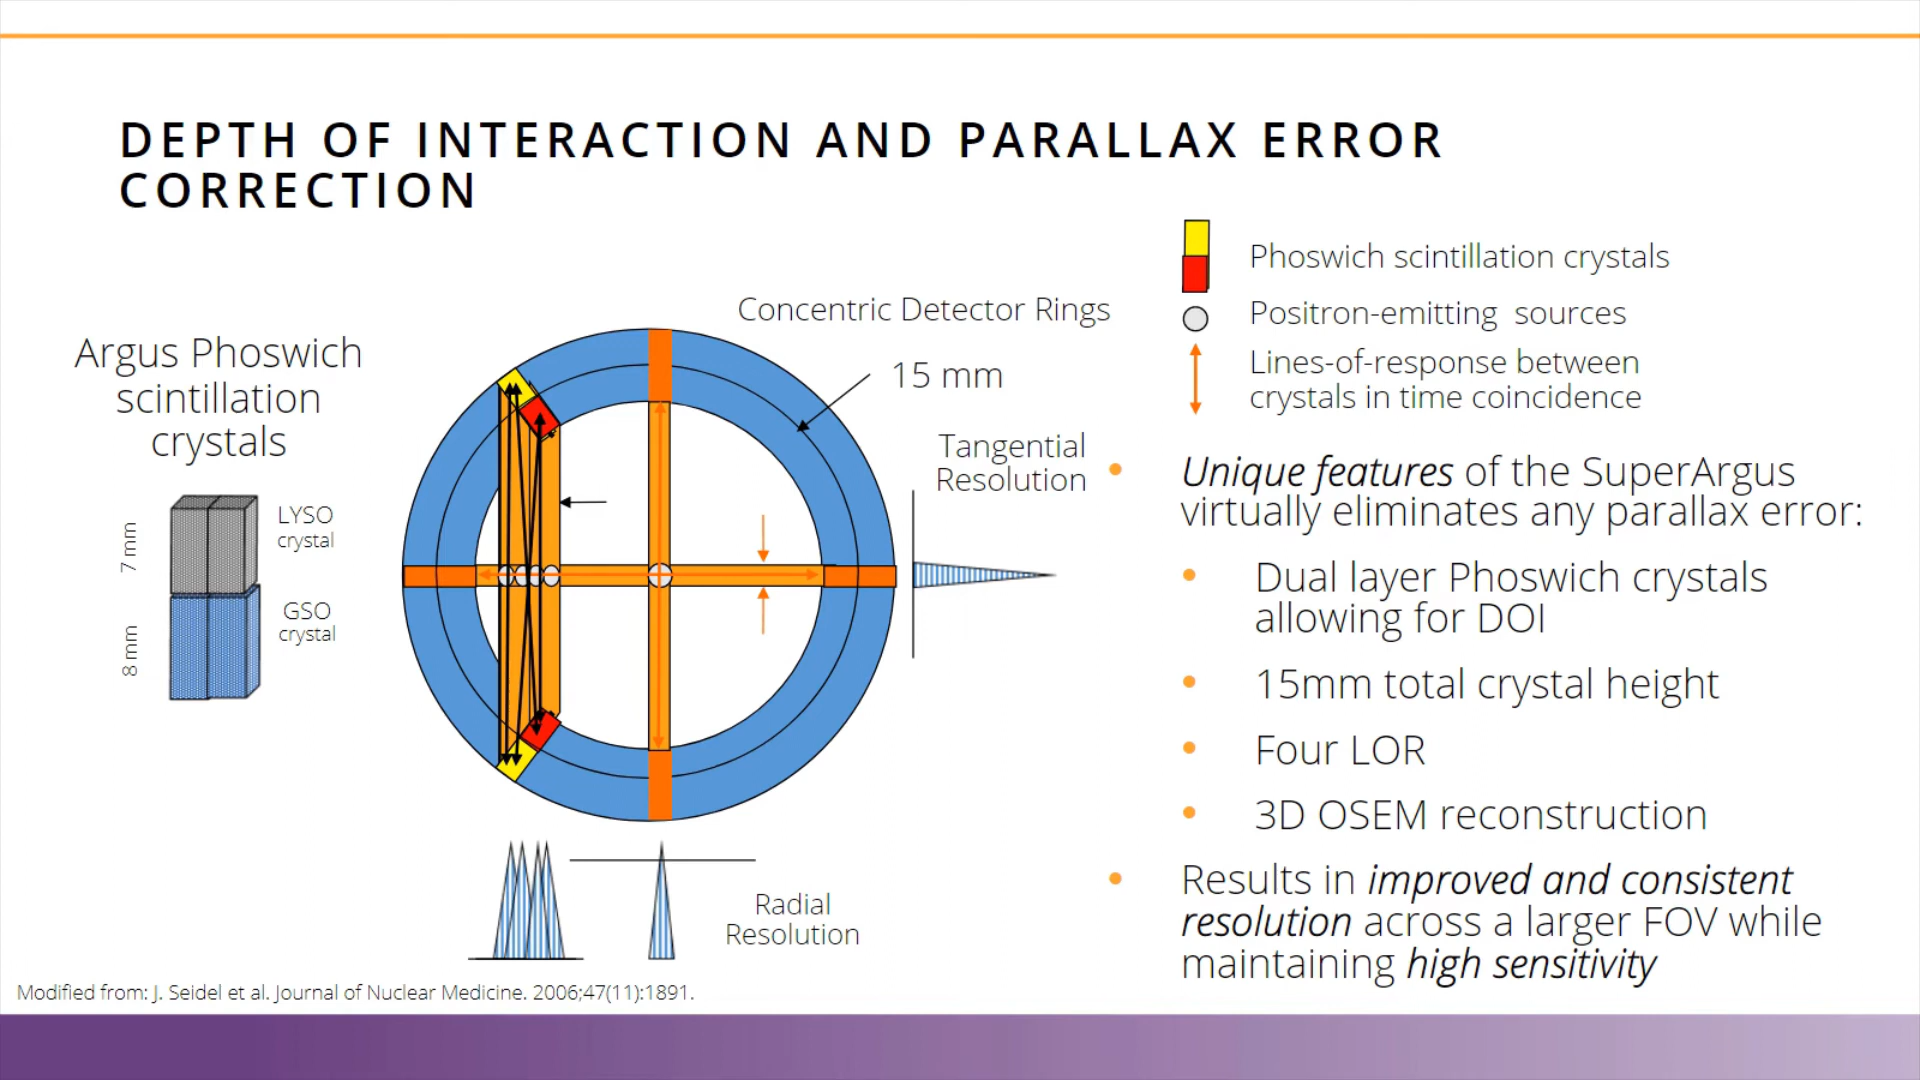 DEPTH OF INTERACTION AND PARALLAX ERROR
CORRECTION
Argus Phoswich
scintillation
crystals
7 mm
LYSO
crystal
8 mm
GSO
crystal
Concentric Detector Rings
15 mm
Tangential
Resolution
Radial
Resolution
Phoswich scintillation crystals
Positron-emitting sources
Lines-of-response between
crystals in time coincidence
• Unique features of the SuperArgus
virtually eliminates any parallax error:
• Dual layer Phoswich crystals
allowing for DOI
• 15mm total crystal height
• Four LOR
• 3D OSEM reconstruction
• Results in improved and consistent
resolution across a larger FOV while
maintaining high sensitivity
Modified from: J. Seidel et al. Journal of Nuclear Medicine. 2006;47(11):1891.